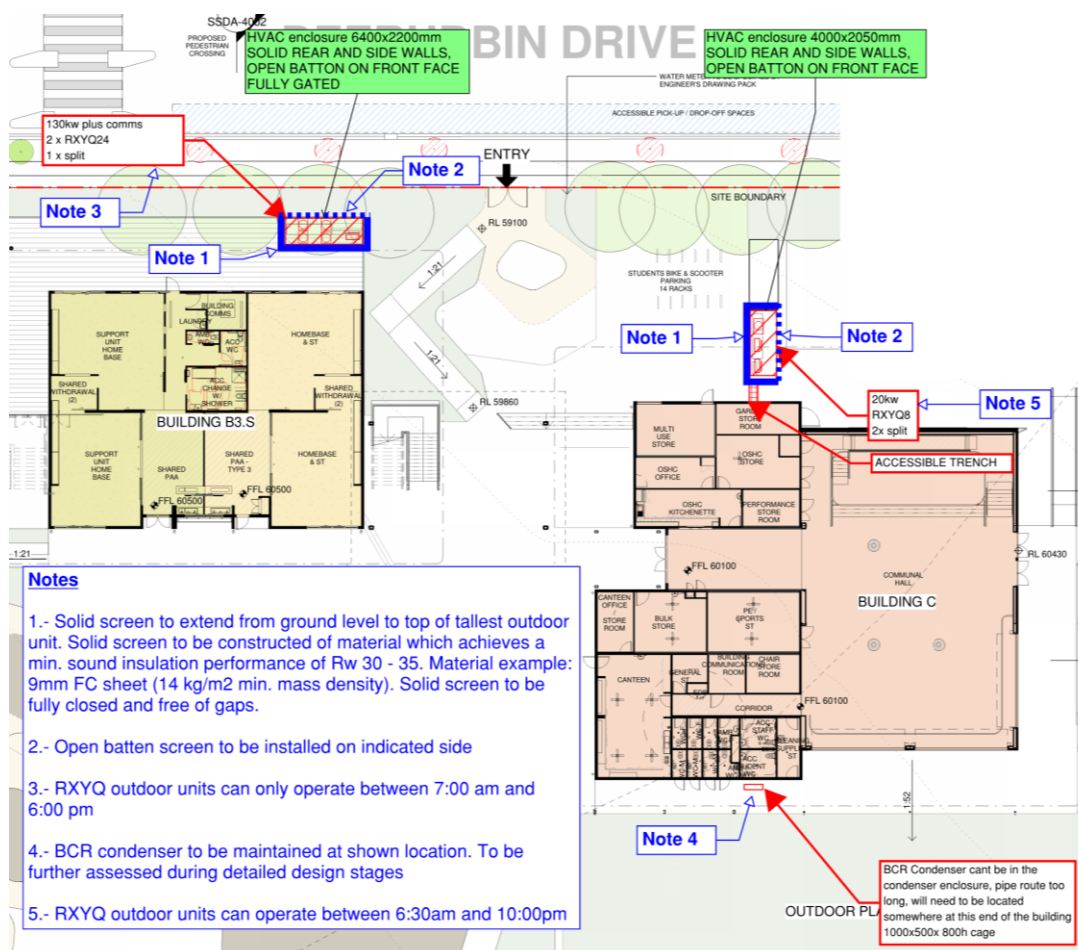 SSDA-4002
PROPOSED
PEDESTRIAN
CROSSING
BIN DRIVE
HVAC enclosure 6400x2200mm
SOLID REAR AND SIDE WALLS,
OPEN BATTON ON FRONT FACE
FULLY GATED
HVAC enclosure 4000x2050mm
SOLID REAR AND SIDE WALLS,
OPEN BATTON ON FRONT FACE
WATER METER
ENGINEER'S DRAWING PACK
ACCESSIBLE PICK-UP / DROP-OFF SPACES
130kw plus comms
2 x RXYQ24
1 x split
ENTRY
Note 2
Note 3
Note 1
SITE BOUNDARY
RL 59100
1:21
STUDENTS BIKE & SCOOTER
PARKING
14 RACKS
Note 1
Note 2
1:21
RL 59860
SUPPORT
UNIT
HOME
BASE
LAUNDRY
BUILDING
COMMS
ACC
WC
HOMEBASE
& ST
SHARED
WITHDRAWAL
(2)
ACC.
CHANGE
W/
SHOWER
SHARED
WITHDRAWAL
(2)
BUILDING B3.S
SUPPORT
UNIT
HOME
BASE
SHARED
PAA
SHARED
PAA -
TYPE 3
HOMEBASE
& ST
FFL 60500
FFL 60500
20kw
RXYQ8
2x split
Note 5
ACCESSIBLE TRENCH
MULTI
USE
STORE
STORE
ROOM
OSHC
OFFICE
OSHC
STORE
OSHC
KITCHENETTE
PERFORMANCE
STORE
ROOM
FFL 60100
RL 60430
COMMUNAL
HALL
BUILDING C
CANTEEN
OFFICE
/
STORE
ROOM
BULK
STORE
PE /
SPORTS
ST
BUILDING
COMMUNICATIONS
ROOM
CHAIR
STORE
ROOM
CANTEEN
GENERAL
ST
CORRIDOR
FFL 60100
ACC
STAFF
WC
ACC
WC
CLEANING
ST
1:52
1:21
Notes
1.- Solid screen to extend from ground level to top of tallest outdoor
unit. Solid screen to be constructed of material which achieves a
min. sound insulation performance of Rw 30 - 35. Material example:
9mm FC sheet (14 kg/m2 min. mass density). Solid screen to be
fully closed and free of gaps.
2.- Open batten screen to be installed on indicated side
3.- RXYQ outdoor units can only operate between 7:00 am and
6:00 pm
4.- BCR condenser to be maintained at shown location. To be
further assessed during detailed design stages
5.- RXYQ outdoor units can operate between 6:30am and 10:00pm
Note 4
OUTDOOR
BCR Condenser cant be in the
condenser enclosure, pipe route too
long, will need to be located
somewhere at this end of the building
1000x500x 800h cage